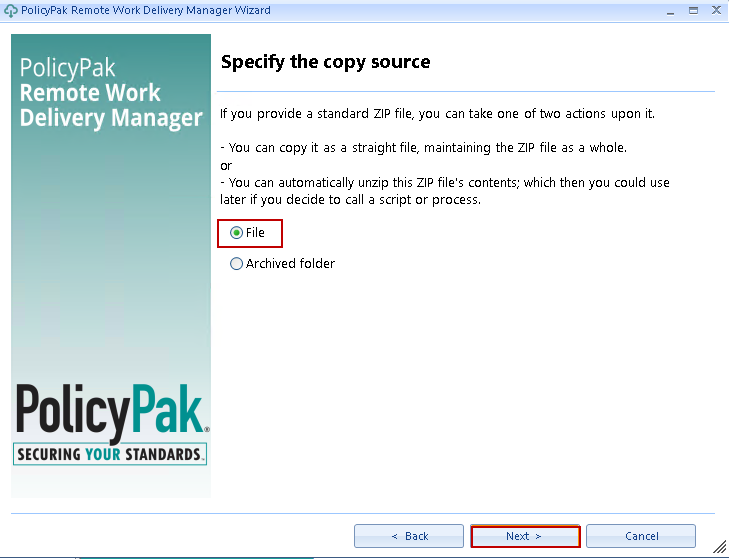 PolicyPak Remote Work Delivery Manager Wizard
PolicyPak
Remote Work
Delivery Manager
Specify the copy source
If you provide a standard ZIP file, you can take one of two actions upon it.
- You can copy it as a straight file, maintaining the ZIP file as a whole.
or
- You can automatically unzip this ZIP file's contents; which then you could use
later if you decide to call a script or process.
File
Archived folder
PolicyPak®
SECURING YOUR STANDARDS™
< Back
Next >
Cancel